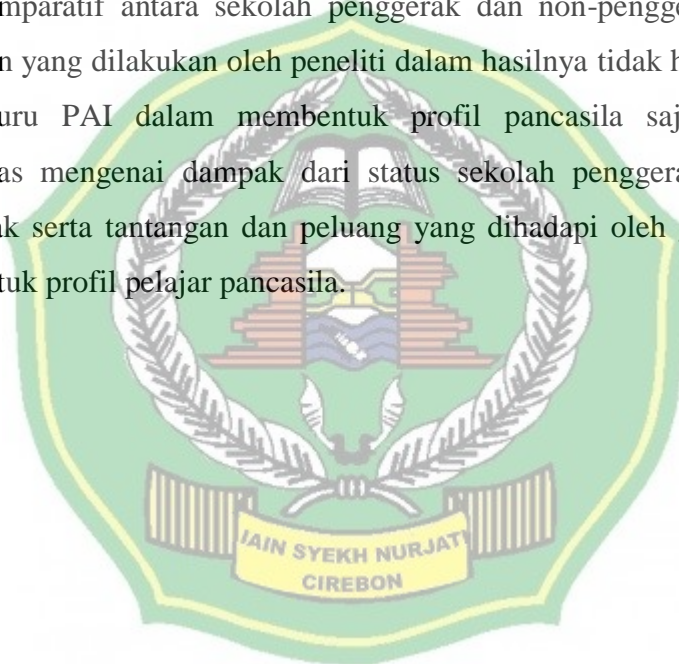 mparatif antara sekolah penggerak dan non-pengge
n yang dilakukan oleh peneliti dalam hasilnya tidak h
uru PAI dalam membentuk profil pancasila saj
as mengenai dampak dari status sekolah penggera
ak serta tantangan dan peluang yang dihadapi oleh
tuk profil pelajar pancasila.
IAIN SYEKH NURJATI
CIREBON